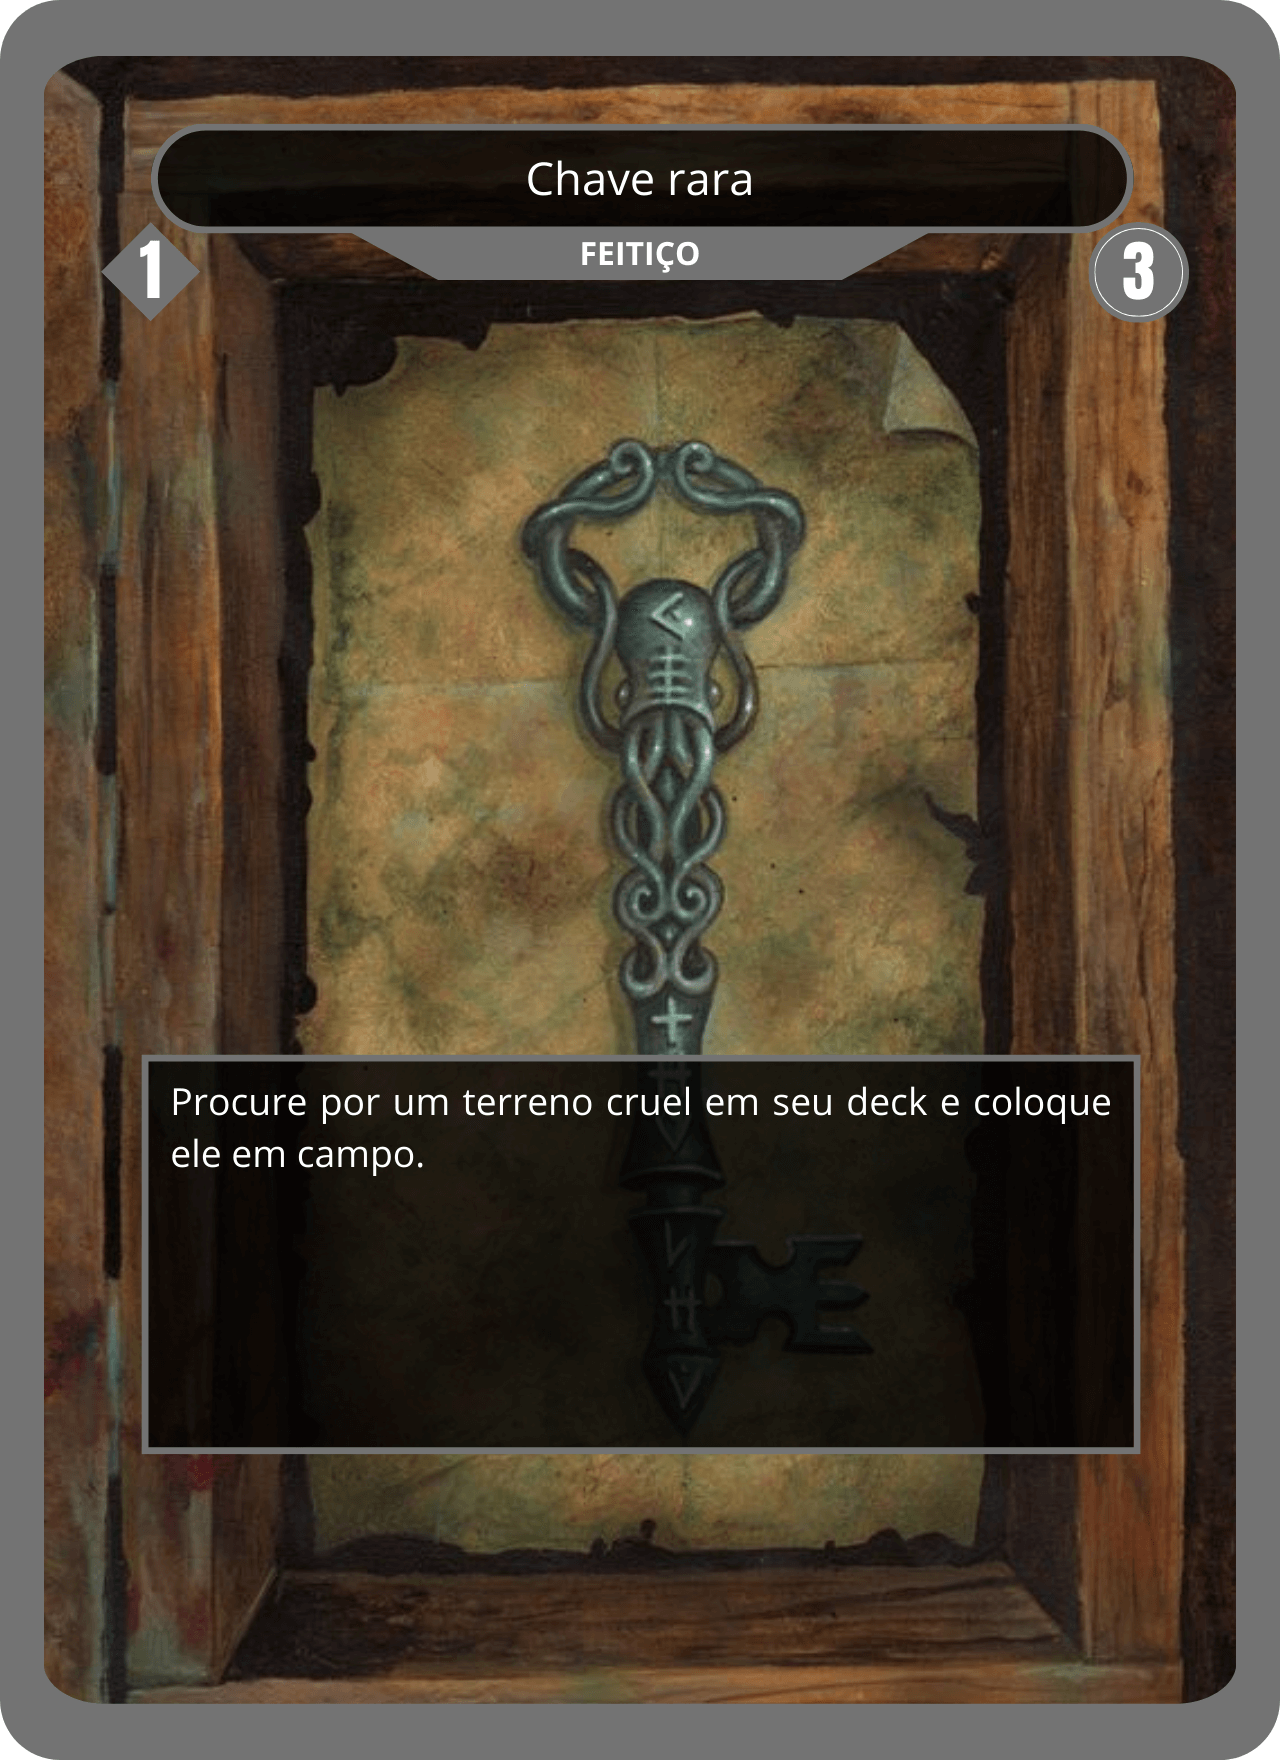 Chave rara
FEITIÇO
1
3
Procure por um terreno cruel em seu deck e coloque
ele em campo.